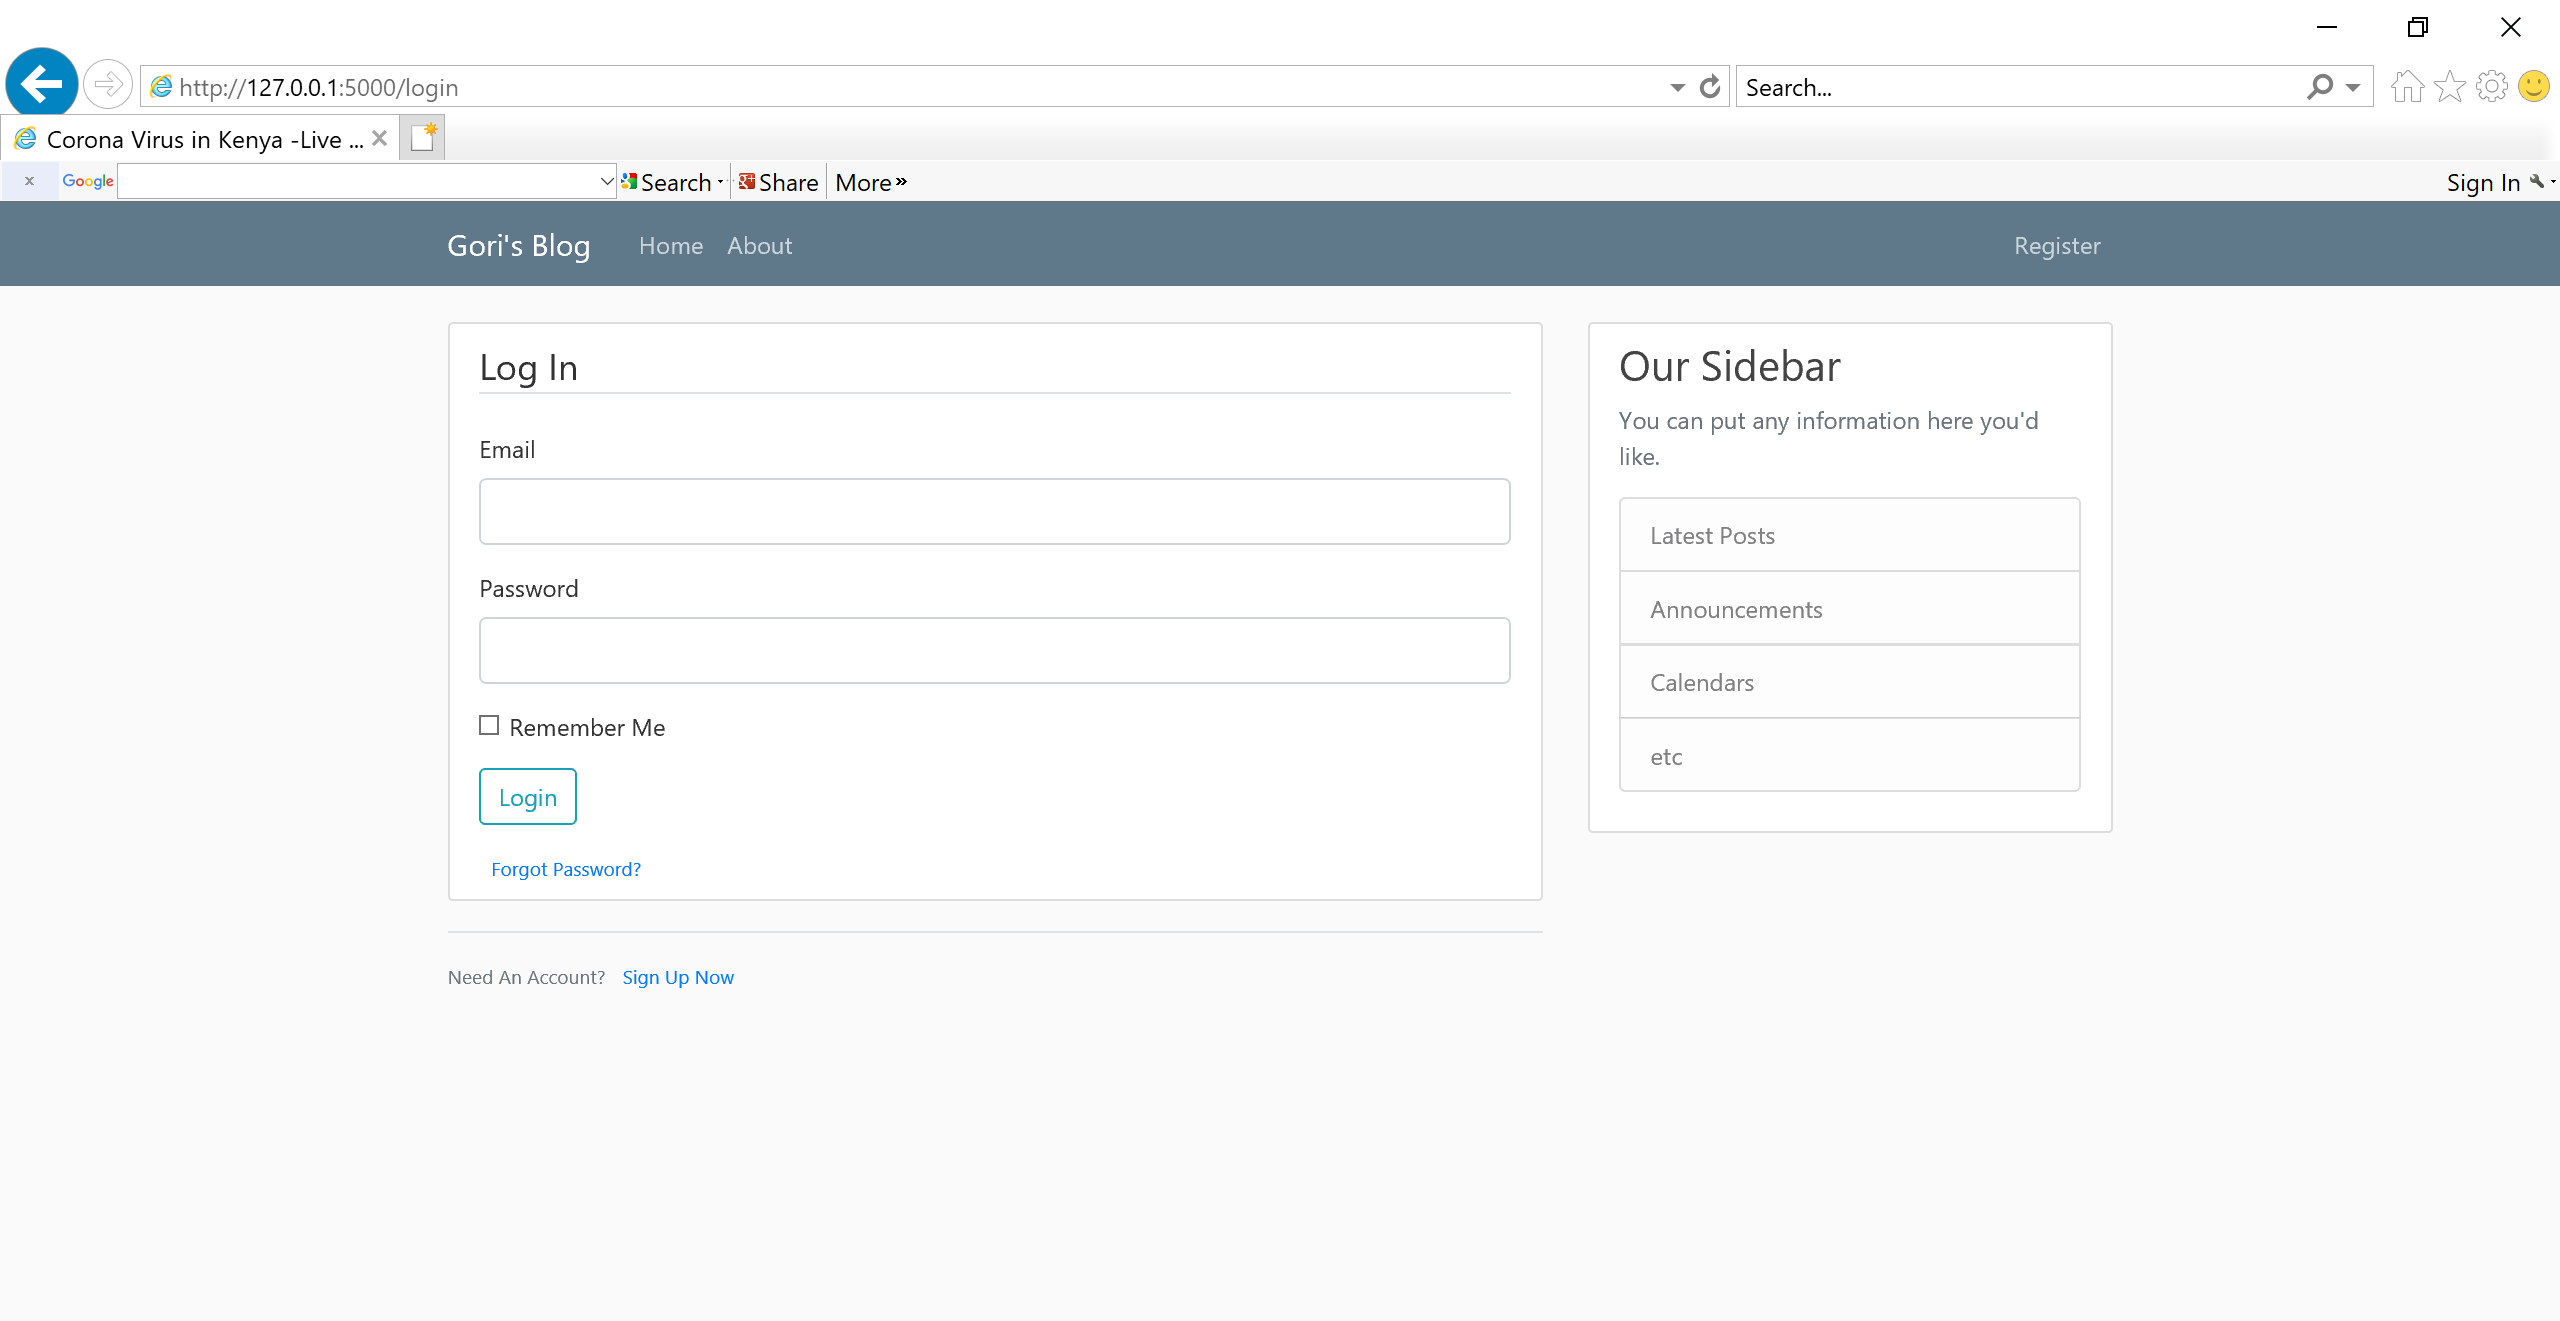 http://127.0.0.1:5000/login
Search...
Corona Virus in Kenya -Live ...
x Google Search Share More » Sign In
Gori's Blog Home About Register
Log In
Email
Password
Remember Me
Login
Forgot Password?
Need An Account? Sign Up Now
Our Sidebar
You can put any information here you'd
like.
Latest Posts
Announcements
Calendars
etc